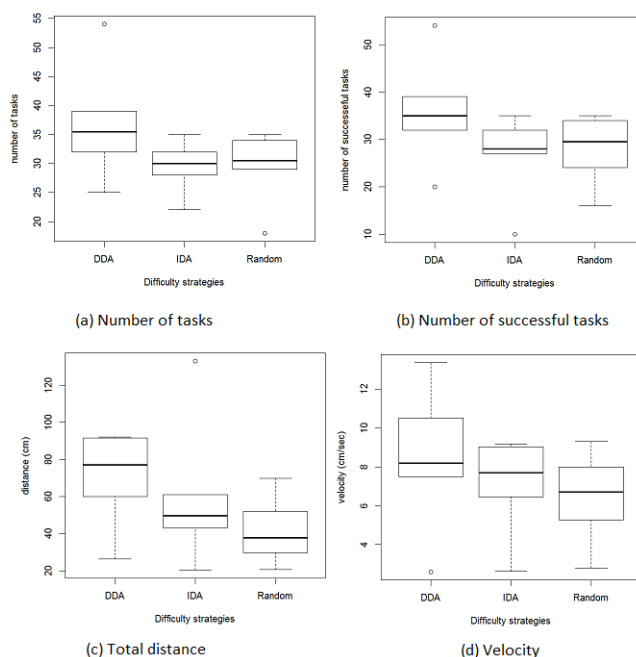 55
50
45
40
35
30
25
20
number of tasks
DDA
IDA
Random
Difficulty strategies
(a) Number of tasks
50
40
30
20
10
number of succeseful tasks
DDA
IDA
Random
Difficulty strategies
(b) Number of successful tasks
120
100
80
60
40
20
distance (cm)
DDA
IDA
Random
Difficulty strategies
(c) Total distance
12
10
8
6
4
velocity (cm/sec)
DDA
IDA
Random
Difficulty strategies
(d) Velocity